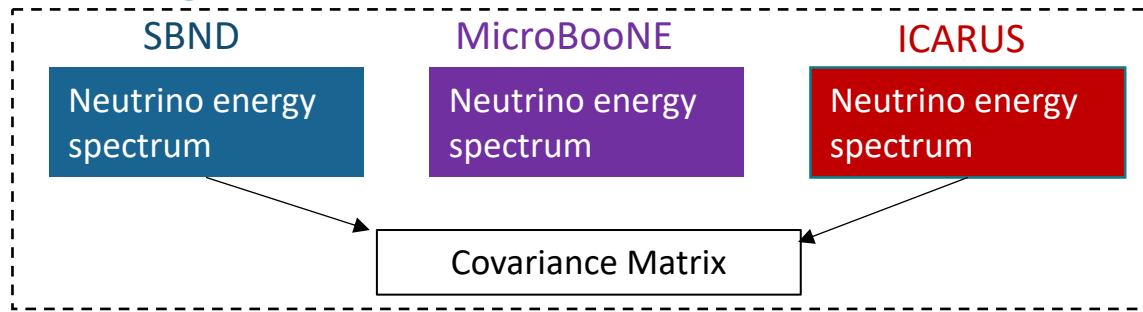 SBND
MicroBooNE
ICARUS
Neutrino energy
spectrum
Neutrino energy
spectrum
Neutrino energy
spectrum
Covariance Matrix